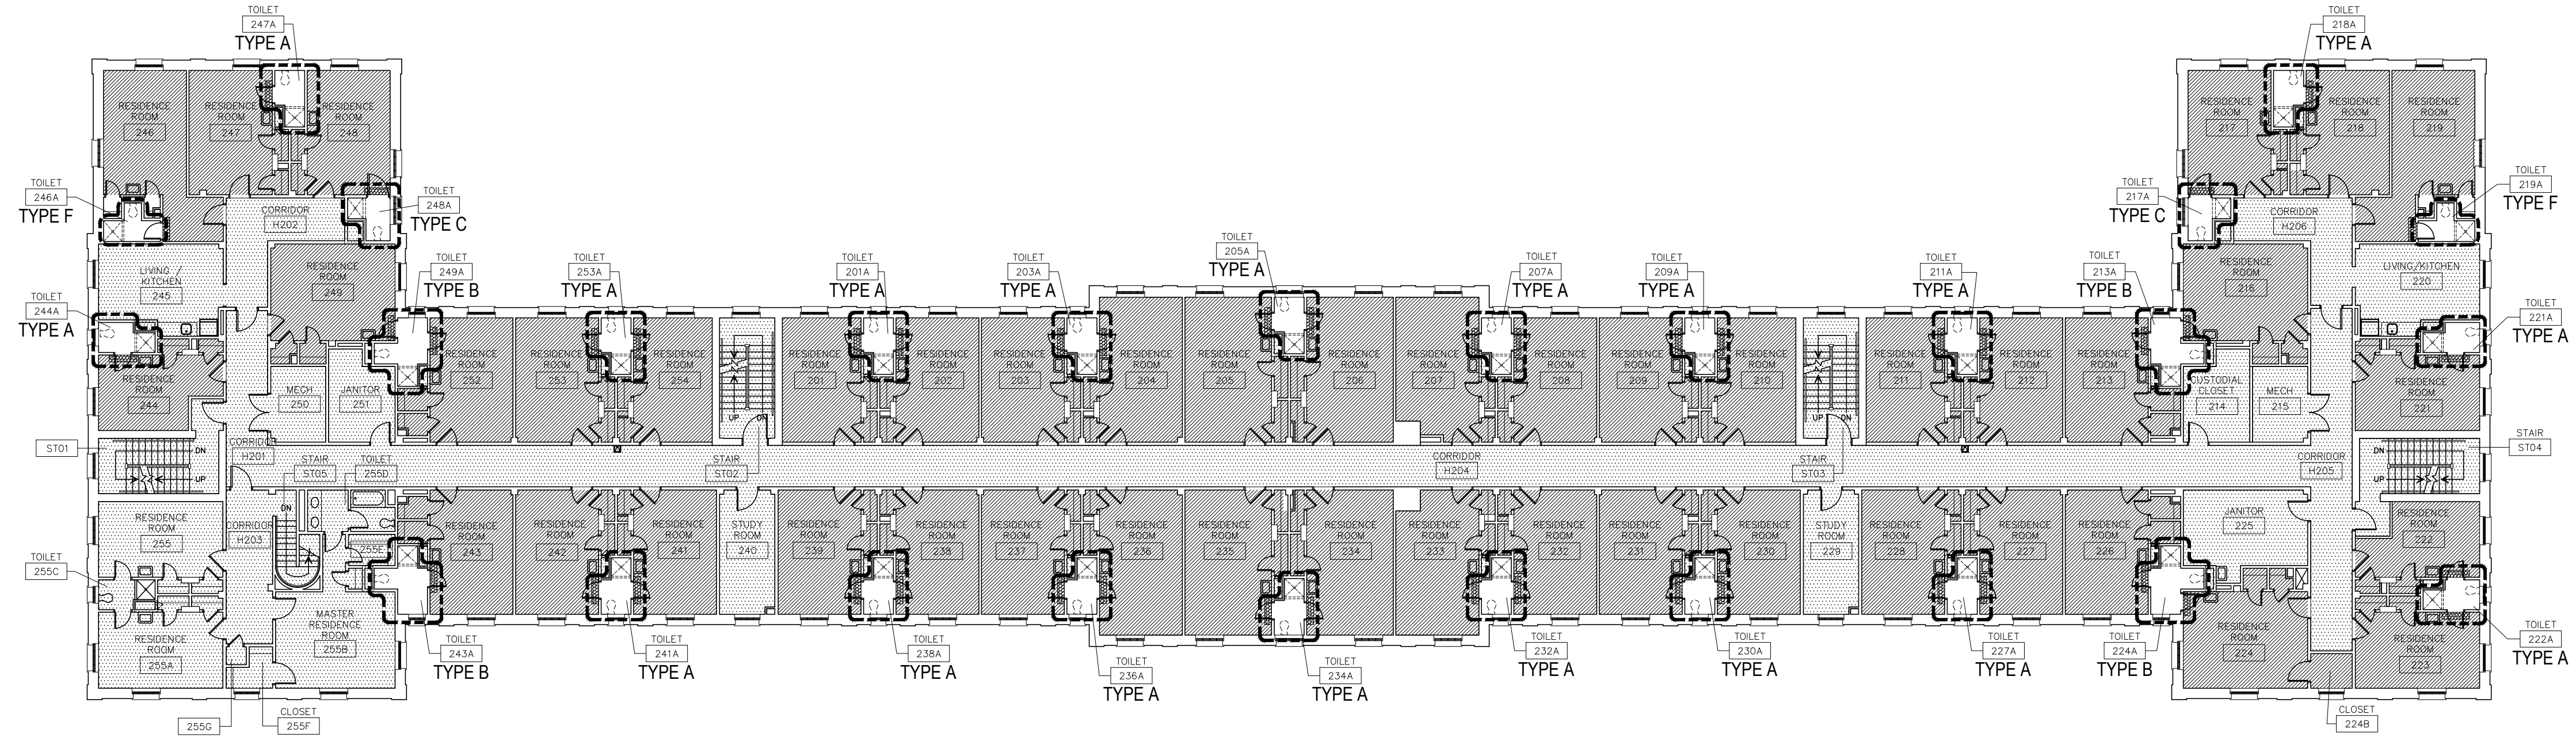 TOILET
247A
TYPE A
TOILET
218A
TYPE A
RESIDENCE
ROOM
246
RESIDENCE
ROOM
247
RESIDENCE
ROOM
248
RESIDENCE
ROOM
217
RESIDENCE
ROOM
218
RESIDENCE
ROOM
219
TOILET
246A
TYPE F
TOILET
248A
TYPE C
CORRIDOR
H202
TOILET
217A
TYPE C
CORRIDOR
H206
TOILET
219A
TYPE F
LIVING /
KITCHEN
245
RESIDENCE
ROOM
249
TOILET
249A
TYPE B
TOILET
253A
TYPE A
TOILET
201A
TYPE A
TOILET
203A
TYPE A
TOILET
205A
TYPE A
TOILET
207A
TYPE A
TOILET
209A
TYPE A
TOILET
211A
TYPE A
TOILET
213A
TYPE B
RESIDENCE
ROOM
216
LIVING/KITCHEN
220
TOILET
244A
TYPE A
TOILET
221A
TYPE A
RESIDENCE
ROOM
244
MECH
250
JANITOR
251
RESIDENCE
ROOM
252
RESIDENCE
ROOM
253
RESIDENCE
ROOM
254
UP
DN
RESIDENCE
ROOM
201
RESIDENCE
ROOM
202
RESIDENCE
ROOM
203
RESIDENCE
ROOM
204
RESIDENCE
ROOM
205
RESIDENCE
ROOM
206
RESIDENCE
ROOM
207
RESIDENCE
ROOM
208
RESIDENCE
ROOM
209
RESIDENCE
ROOM
210
UP
DN
RESIDENCE
ROOM
211
RESIDENCE
ROOM
212
RESIDENCE
ROOM
213
CUSTODIAL
CLOSET
214
MECH
215
RESIDENCE
ROOM
221
ST01
DN
UP
CORRIDOR
H201
STAIR
ST05
TOILET
255D
STAIR
ST02
CORRIDOR
H204
STAIR
ST03
CORRIDOR
H205
DN
UP
STAIR
ST04
RESIDENCE
ROOM
255
CORRIDOR
H203
DN
255E
RESIDENCE
ROOM
243
RESIDENCE
ROOM
242
RESIDENCE
ROOM
241
STUDY
ROOM
240
RESIDENCE
ROOM
239
RESIDENCE
ROOM
238
RESIDENCE
ROOM
237
RESIDENCE
ROOM
236
RESIDENCE
ROOM
235
RESIDENCE
ROOM
234
RESIDENCE
ROOM
233
RESIDENCE
ROOM
232
RESIDENCE
ROOM
231
RESIDENCE
ROOM
230
STUDY
ROOM
229
RESIDENCE
ROOM
228
RESIDENCE
ROOM
227
RESIDENCE
ROOM
226
JANITOR
225
RESIDENCE
ROOM
222
TOILET
255C
RESIDENCE
ROOM
255A
MASTER
RESIDENCE
ROOM
255B
TOILET
243A
TYPE B
TOILET
241A
TYPE A
TOILET
238A
TYPE A
TOILET
236A
TYPE A
TOILET
234A
TYPE A
TOILET
232A
TYPE A
TOILET
230A
TYPE A
TOILET
227A
TYPE A
TOILET
224A
TYPE B
RESIDENCE
ROOM
224
RESIDENCE
ROOM
223
TOILET
222A
TYPE A
255G
CLOSET
255F
CLOSET
224B